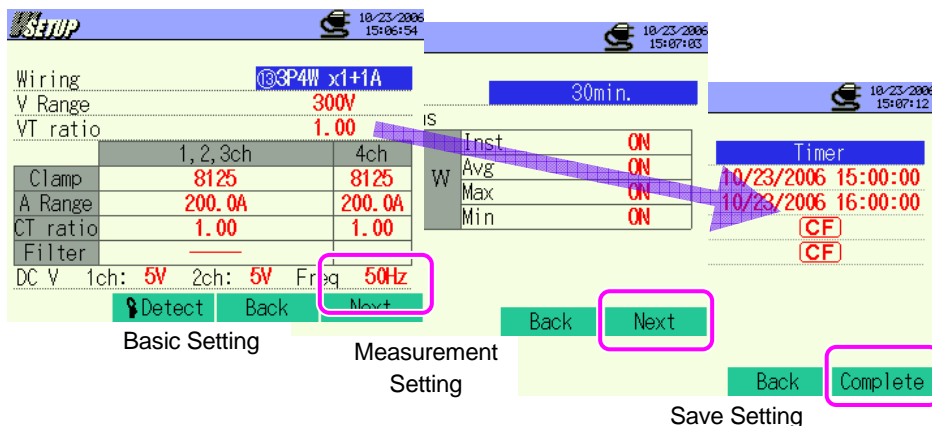 SETUP
10/23/2006
15:06:54
Wiring ⑬3P4W x1+1A
V Range 300V
VT ratio 1.00
1,2,3ch 4ch
Clamp 8125 8125
A Range 200.0A 200.0A
CT ratio 1.00 1.00
Filter
DC V 1ch: 5V 2ch: 5V Freq 50Hz
Detect Back Next
Basic Setting
10/23/2006
15:07:03
30min.
Inst ON
W Avg ON
Max ON
Min ON
Back Next
Measurement
Setting
10/23/2006
15:07:12
Timer
10/23/2006 15:00:00
10/23/2006 16:00:00
CF
CF
Back Complete
Save Setting